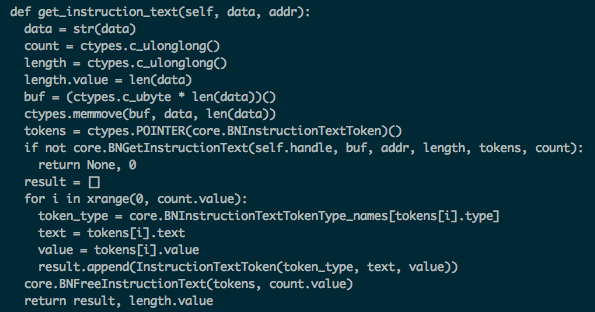 def get_instruction_text(self, data, addr):
data = str(data)
count = ctypes.c_ulonglong()
length = ctypes.c_ulonglong()
length.value = len(data)
buf = (ctypes.c_ubyte * len(data))()
ctypes.memmove(buf, data, len(data))
tokens = ctypes.POINTER(core.BNInstructionTextToken)()
if not core.BNGetInstructionText(self.handle, buf, addr, length, tokens, count):
return None, 0
result = []
for i in xrange(0, count.value):
token_type = core.BNInstructionTextTokenType_names[tokens[i].type]
text = tokens[i].text
value = tokens[i].value
result.append(InstructionTextToken(token_type, text, value))
core.BNFreeInstructionText(tokens, count.value)
return result, length.value